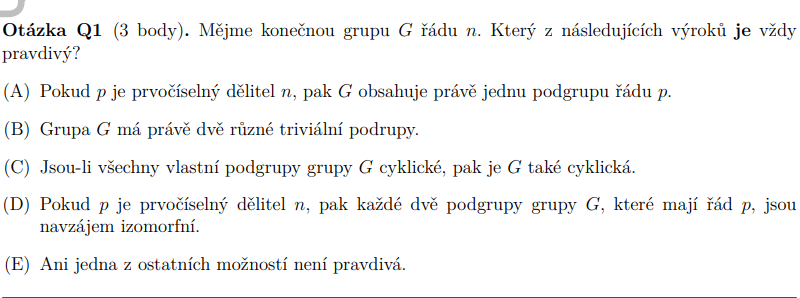 Otázka Q1 (3 body). Mějme konečnou grupu G řádu n. Který z následujících výroků je vždy
pravdivý?
(A) Pokud p je prvočíselný dělitel n, pak G obsahuje právě jednu podgrupu řádu p.
(B) Grupa G má právě dvě různé triviální podrupy.
(C) Jsou-li všechny vlastní podgrupy grupy G cyklické, pak je G také cyklická.
(D) Pokud p je prvočíselný dělitel n, pak každé dvě podgrupy grupy G, které mají řád p, jsou
navzájem izomorfní.
(E) Ani jedna z ostatních možností není pravdivá.